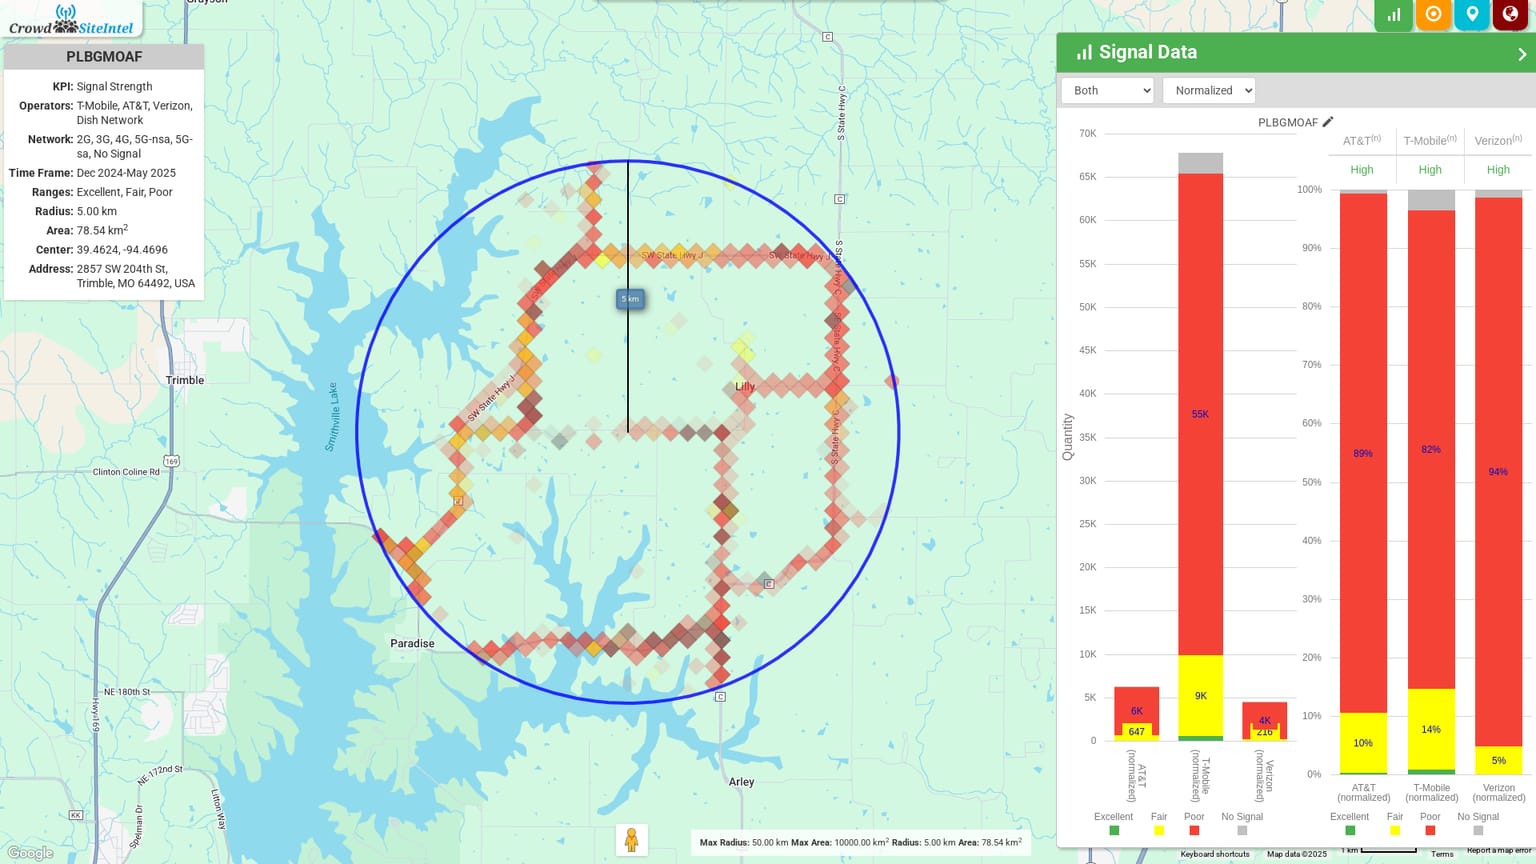 Grayson
Crowd SiteIntel
PLBGMOAF
KPI: Signal Strength
Operators: T-Mobile, AT&T, Verizon,
Dish Network
Network: 2G, 3G, 4G, 5G-nsa, 5G-
sa, No Signal
Time Frame: Dec 2024-May 2025
Ranges: Excellent, Fair, Poor
Radius: 5.00 km
Area: 78.54 km2
Center: 39.4624, -94.4696
Address: 2857 SW 204th St,
Trimble, MO 64492, USA
C
S State Hwy C
C
SW State Hwy J
SW State Hwy J
S State Hwy C
5 km
SE State Hwy C
Trimble
Lilly
SW State Hwy J
Smithville Lake
S State Hwy C
169
Clinton Coline Rd
J
C
Paradise
NE 180th St
C
Hwy 169
NE 172nd St
Arley
Litton Way
KK
Spelman Dr
Google
Max Radius: 50.00 km Max Area: 10000.00 km2 Radius: 5.00 km Area: 78.54 km2
Signal Data
Both
Normalized
PLBGMOAF
70K
65K
60K
55K
50K
45K
40K
35K
30K
25K
20K
15K
10K
5K
0
Quantity
6K
647
55K
9K
4K
216
AT&T
(normalized)
T-Mobile
(normalized)
Verizon
(normalized)
Excellent
Fair
Poor
No Signal
AT&T(n)
T-Mobile(n)
Verizon(n)
High
High
High
100%
90%
80%
70%
60%
50%
40%
30%
20%
10%
0%
89%
10%
82%
14%
94%
5%
AT&T
(normalized)
T-Mobile
(normalized)
Verizon
(normalized)
Excellent
Fair
Poor
No Signal
Keyboard shortcuts
Map data ©2025
1 km
Terms
Report a map error